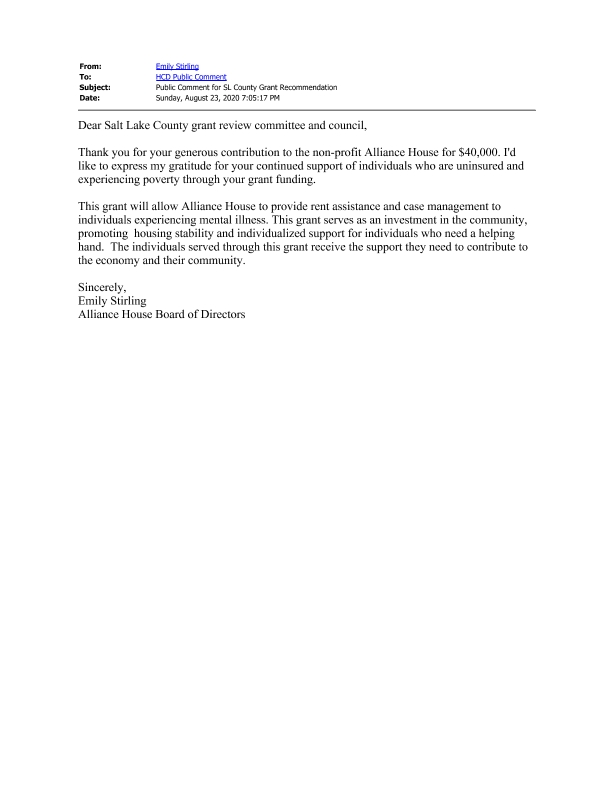 From: Emily Stirling
To: HCD Public Comment
Subject: Public Comment for SL County Grant Recommendation
Date: Sunday, August 23, 2020 7:05:17 PM
Dear Salt Lake County grant review committee and council,
Thank you for your generous contribution to the non-profit Alliance House for $40,000. I'd
like to express my gratitude for your continued support of individuals who are uninsured and
experiencing poverty through your grant funding.
This grant will allow Alliance House to provide rent assistance and case management to
individuals experiencing mental illness. This grant serves as an investment in the community,
promoting  housing stability and individualized support for individuals who need a helping
hand.  The individuals served through this grant receive the support they need to contribute to
the economy and their community.
Sincerely,
Emily Stirling
Alliance House Board of Directors